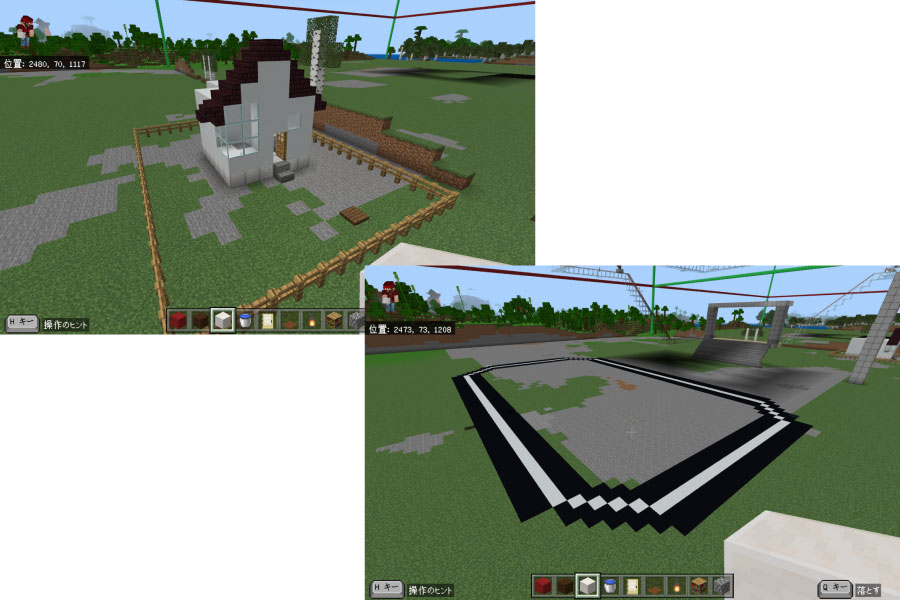 位置: 2480, 70, 1117
H キー 操作のヒント
位置: 2473, 73, 1208
H キー 操作のヒント
Q キー 落とす